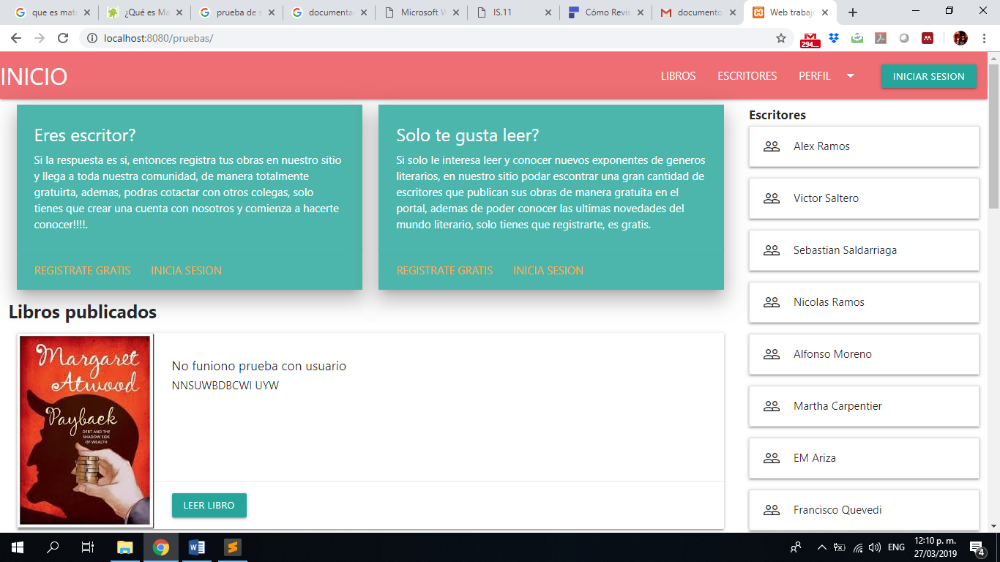 que es mate
¿Qué es Ma
prueba de s
documenta
Microsoft W
IS.11
Cómo Revis
documento
Web trabaj
localhost:8080/pruebas/
294...
INICIO
LIBROS
ESCRITORES
PERFIL
INICIAR SESION
Eres escritor?
Si la respuesta es si, entonces registra tus obras en nuestro sitio
y llega a toda nuestra comunidad, de manera totalmente
gratuirta, ademas, podras cotactar con otros colegas, solo
tienes que crear una cuenta con nosotros y comienza a hacerte
conocer!!!!.
REGISTRATE GRATIS
INICIA SESION
Solo te gusta leer?
Si solo le interesa leer y conocer nuevos exponentes de generos
literarios, en nuestro sitio podar escontrar una gran cantidad de
escritores que publican sus obras de manera gratuita en el
portal, ademas de poder conocer las ultimas novedades del
mundo literario, solo tienes que registrarte, es gratis.
REGISTRATE GRATIS
INICIA SESION
Escritores
Alex Ramos
Victor Saltero
Sebastian Saldarriaga
Nicolas Ramos
Alfonso Moreno
Martha Carpentier
EM Ariza
Francisco Quevedi
Libros publicados
Margaret
Atwood
Payback
DEBT AND THE
SHADOW SIDE
OF WEALTH
No funiono prueba con usuario
NNSUWBDBCWI UYW
LEER LIBRO
ENG
12:10 p. m.
27/03/2019
4